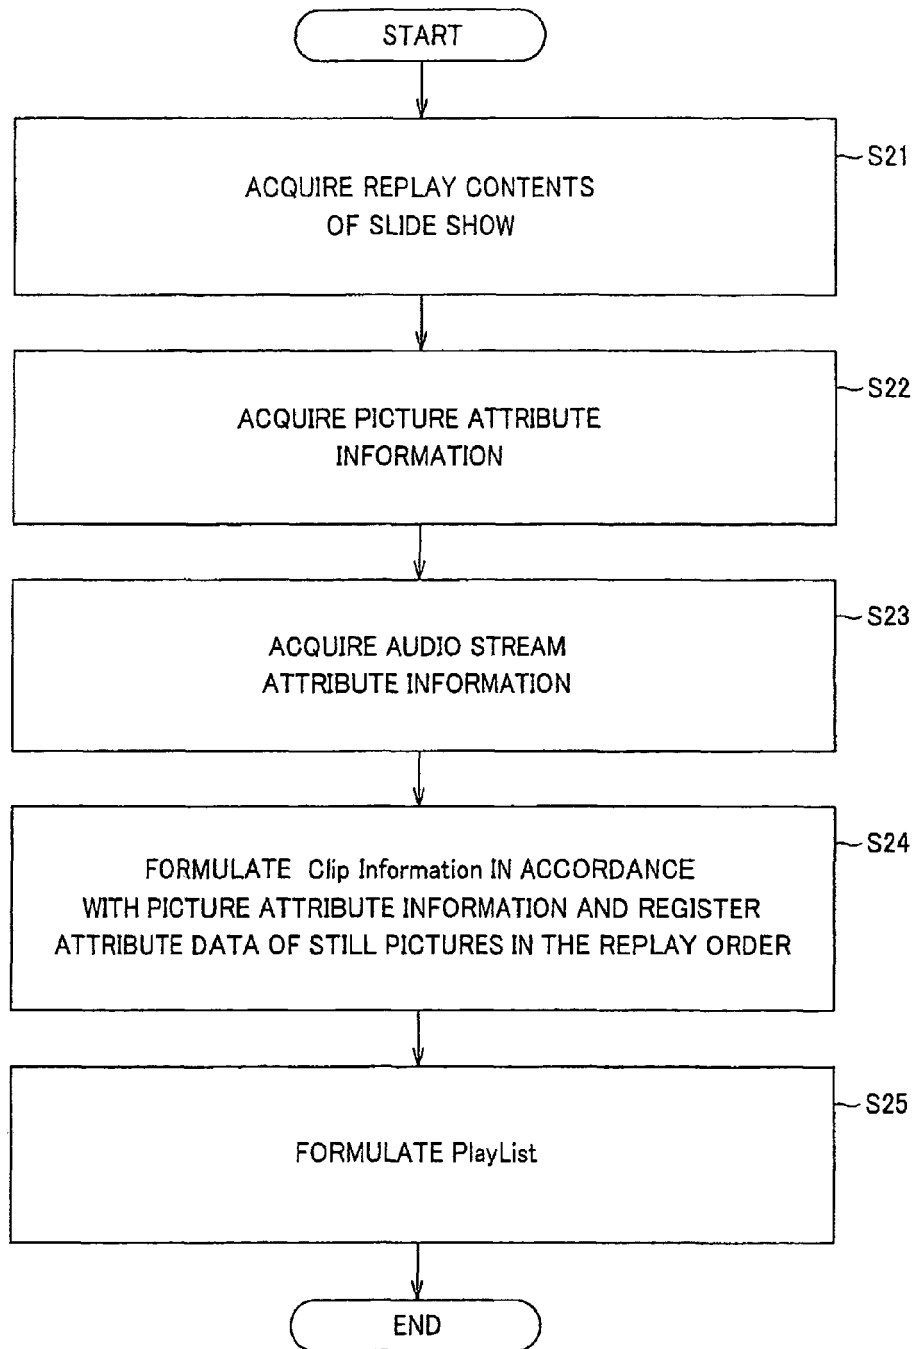 START
ACQUIRE REPLAY CONTENTS
OF SLIDE SHOW
S21
ACQUIRE PICTURE ATTRIBUTE
INFORMATION
S22
ACQUIRE AUDIO STREAM
ATTRIBUTE INFORMATION
S23
FORMULATE Clip Information IN ACCORDANCE
WITH PICTURE ATTRIBUTE INFORMATION AND REGISTER
ATTRIBUTE DATA OF STILL PICTURES IN THE REPLAY ORDER
S24
FORMULATE PlayList
S25
END